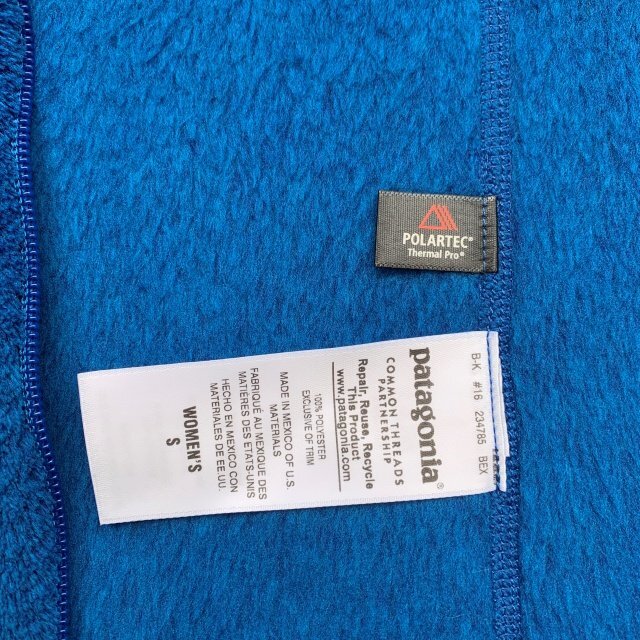 POLARTEC®
Thermal Pro®
B-K #16 234785 BEX
patagonia®
COMMON THREADS
PARTNERSHIP
Repair, Reuse, Recycle
This Product
www.patagonia.com
100% POLYESTER
EXCLUSIVE OF TRIM
MADE IN MEXICO OF U.S.
MATERIALS
FABRIQUÉ AU MEXIQUE DES
MATIÈRES DES ETATS-UNIS
HECHO EN MEXICO CON
MATERIALES DE EE.UU.
WOMEN'S
S